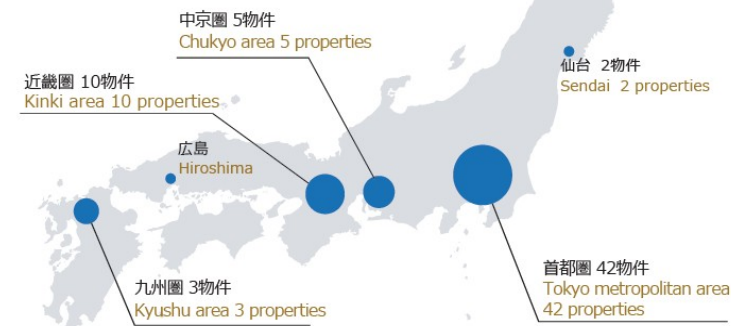 中京圏 5物件
Chukyo area 5 properties
近畿圏 10物件
Kinki area 10 properties
仙台 2物件
Sendai 2 properties
広島
Hiroshima
首都圏 42物件
Tokyo metropolitan area
42 properties
九州圏 3物件
Kyushu area 3 properties